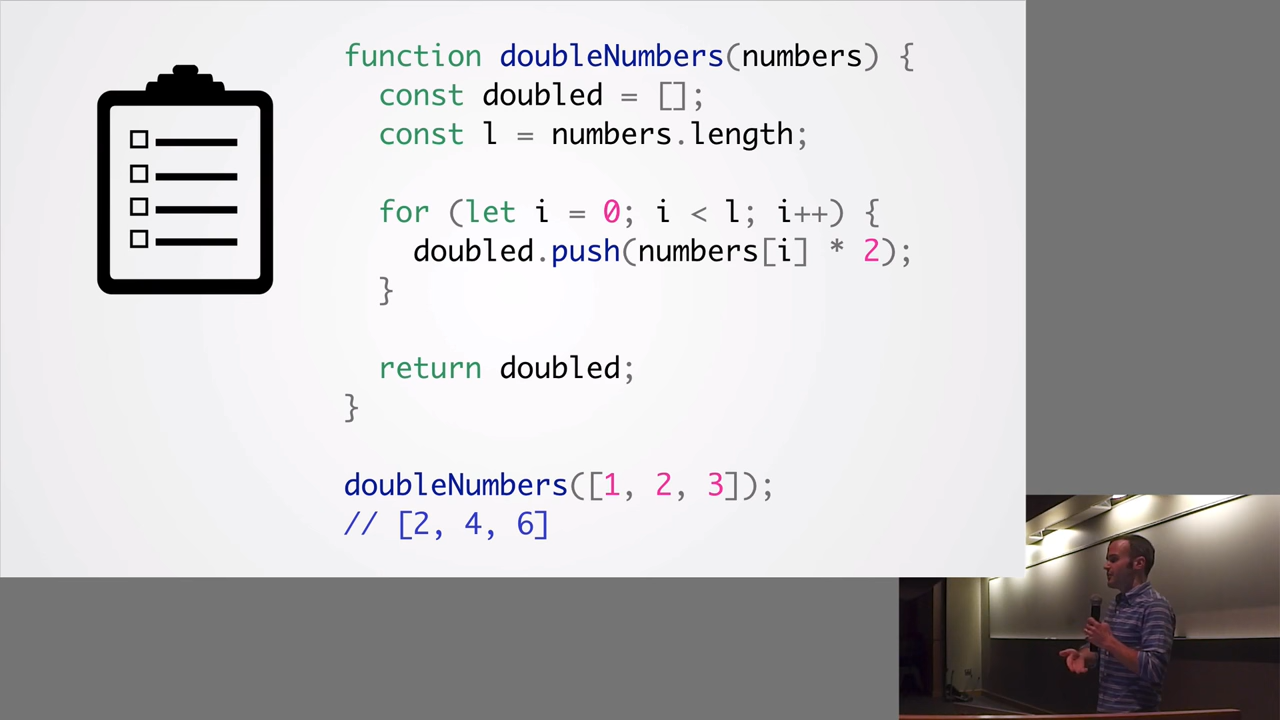 function doubleNumbers(numbers) {
  const doubled = [];
  const l = numbers.length;
  for (let i = 0; i < l; i++) {
    doubled.push(numbers[i] * 2);
  }
  return doubled;
}
doubleNumbers([1, 2, 3]);
// [2, 4, 6]